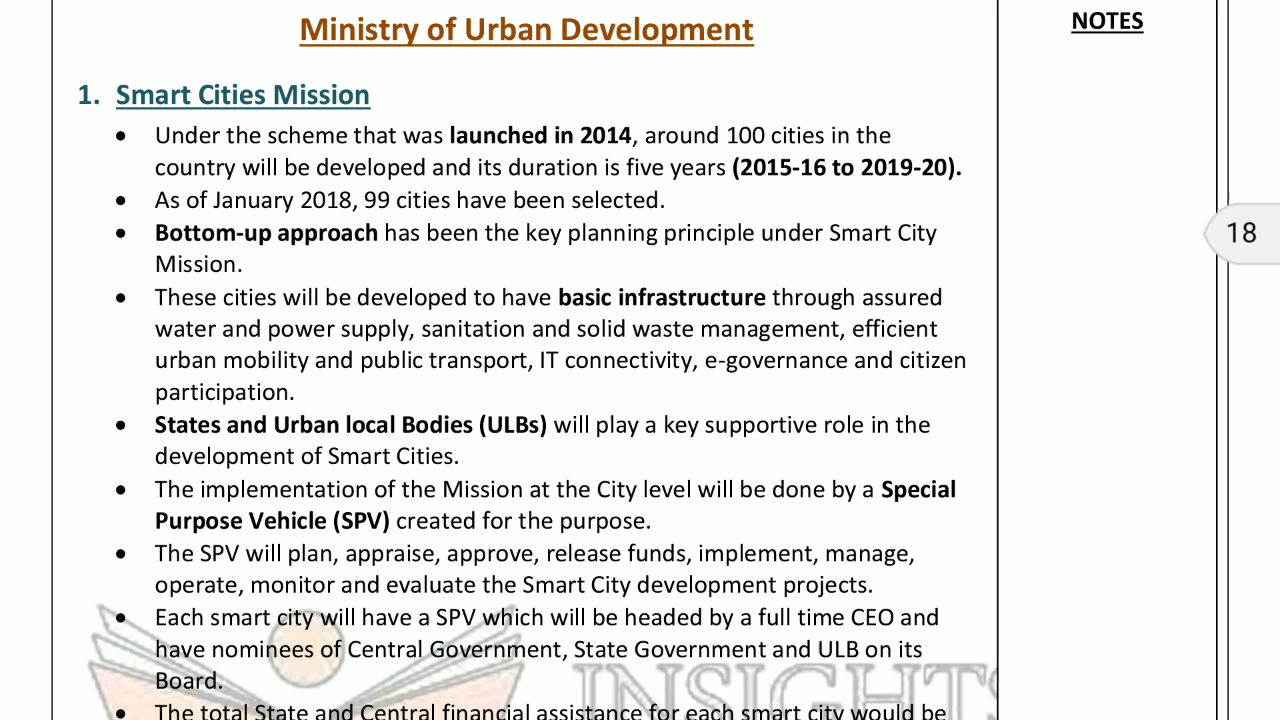 Ministry of Urban Development
NOTES
1. Smart Cities Mission
• Under the scheme that was launched in 2014, around 100 cities in the
country will be developed and its duration is five years (2015-16 to 2019-20).
• As of January 2018, 99 cities have been selected.
• Bottom-up approach has been the key planning principle under Smart City
Mission.
• These cities will be developed to have basic infrastructure through assured
water and power supply, sanitation and solid waste management, efficient
urban mobility and public transport, IT connectivity, e-governance and citizen
participation.
• States and Urban local Bodies (ULBs) will play a key supportive role in the
development of Smart Cities.
• The implementation of the Mission at the City level will be done by a Special
Purpose Vehicle (SPV) created for the purpose.
• The SPV will plan, appraise, approve, release funds, implement, manage,
operate, monitor and evaluate the Smart City development projects.
• Each smart city will have a SPV which will be headed by a full time CEO and
have nominees of Central Government, State Government and ULB on its
Board.
• The total State and Central financial assistance for each smart city would be
INSIGHTS
18